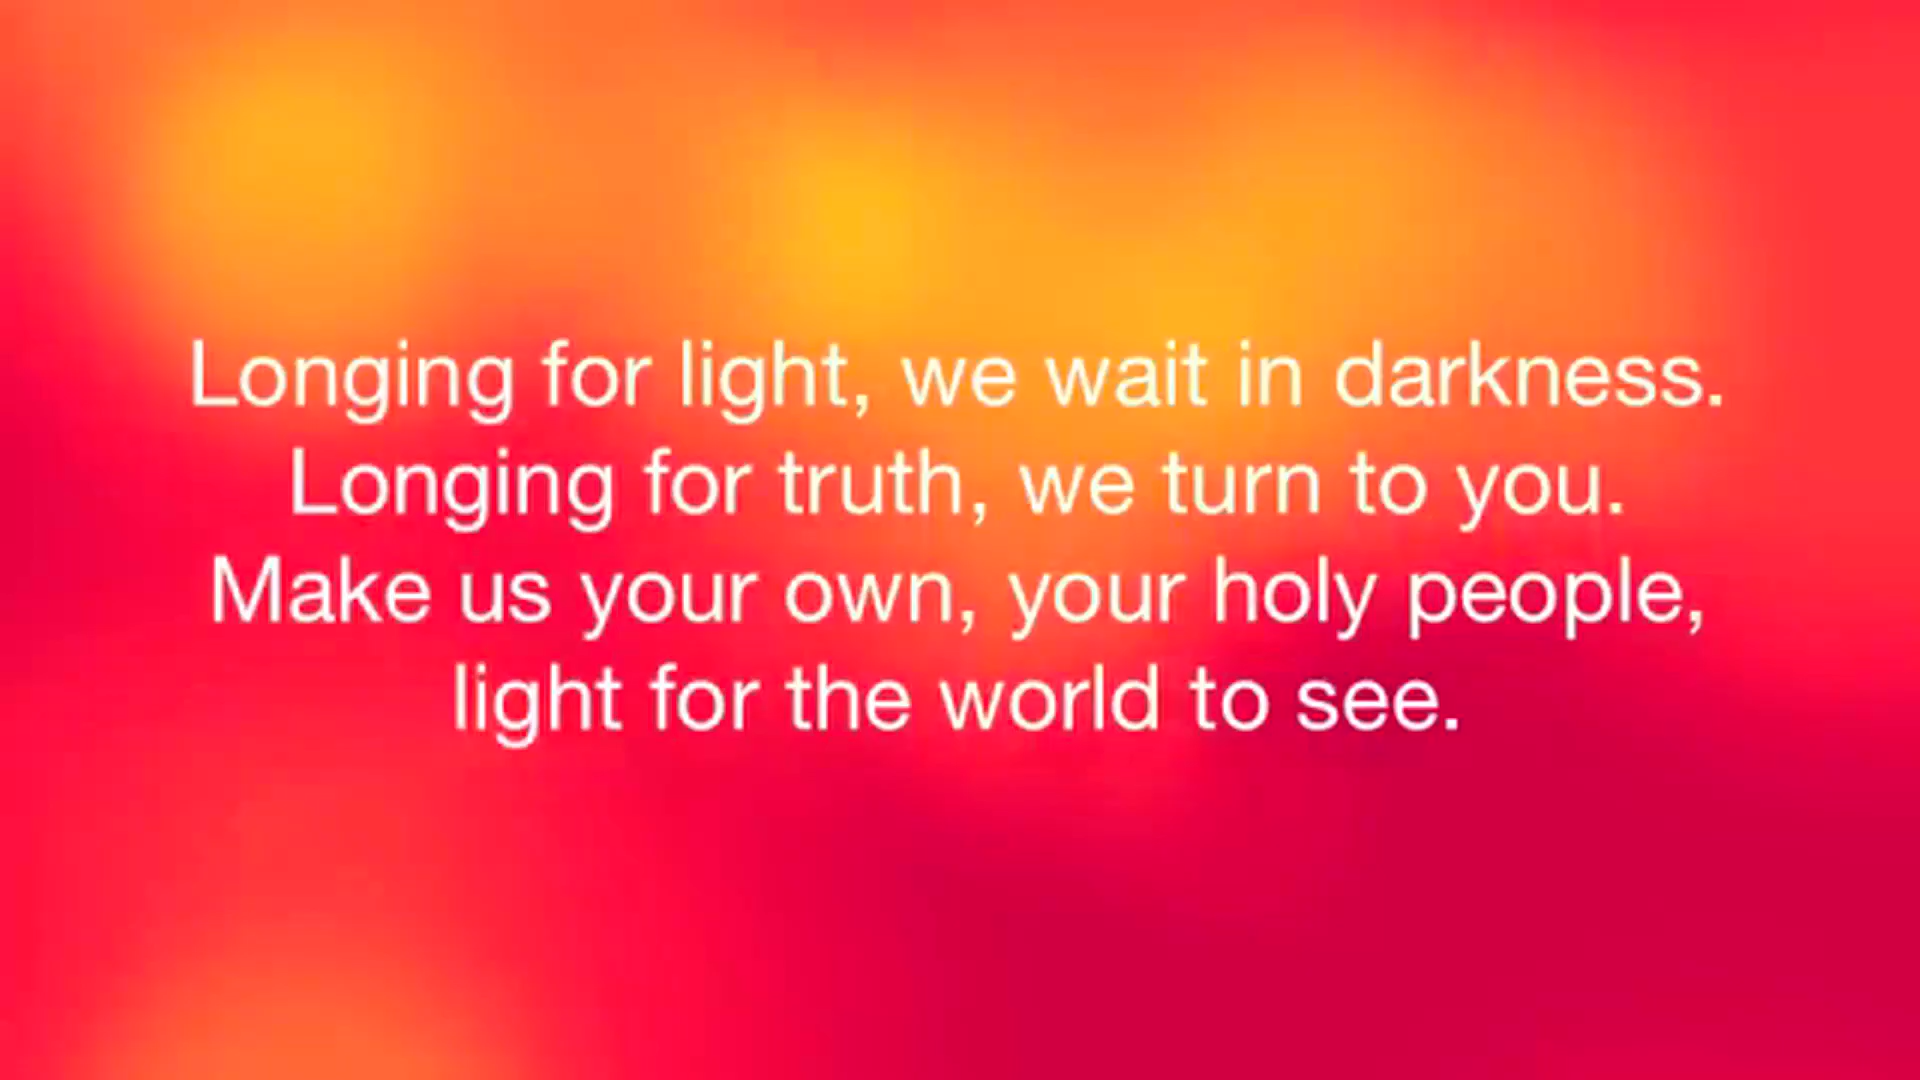 Longing for light, we wait in darkness.
Longing for truth, we turn to you.
Make us your own, your holy people,
light for the world to see.